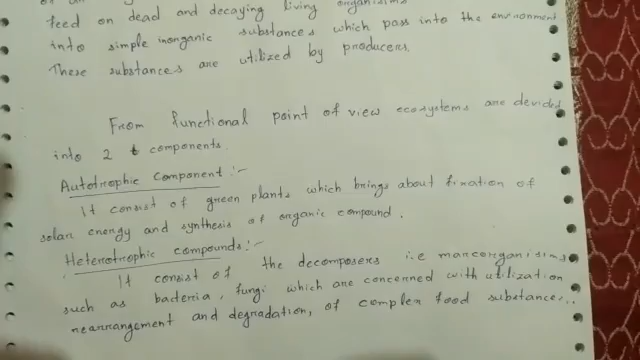 feed on dead and decaying living organisms
into simple inorganic substances which pass into the environment
These substances are utilized by producers.
From functional point of view ecosystems are devided
into 2 components.
Autotrophic component :-
It consist of green plants which brings about fixation of
solar energy and synthesis of organic compound.
Heterotrophic compounds :-
It consist of the decomposers i.e marcorganisims
such as bacteria, fungi which are concerned with utilization
rearrangement and degradation, of complex food substance...